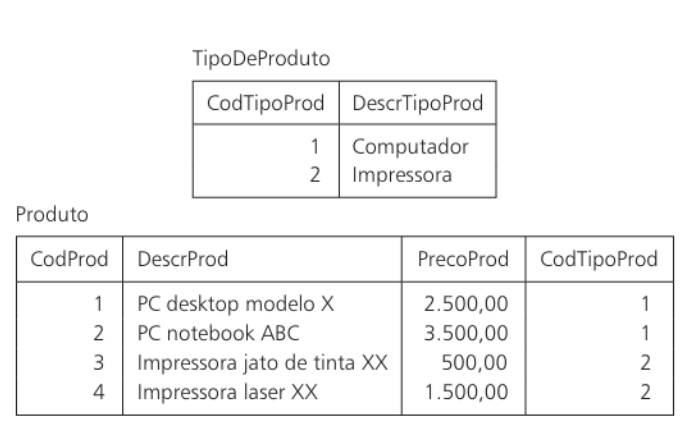 TipoDeProduto
CodTipoProd DescrTipoProd
1 Computador
2 Impressora
Produto
CodProd DescrProd PrecoProd CodTipoProd
1 PC desktop modelo X 2.500,00 1
2 PC notebook ABC 3.500,00 1
3 Impressora jato de tinta XX 500,00 2
4 Impressora laser XX 1.500,00 2